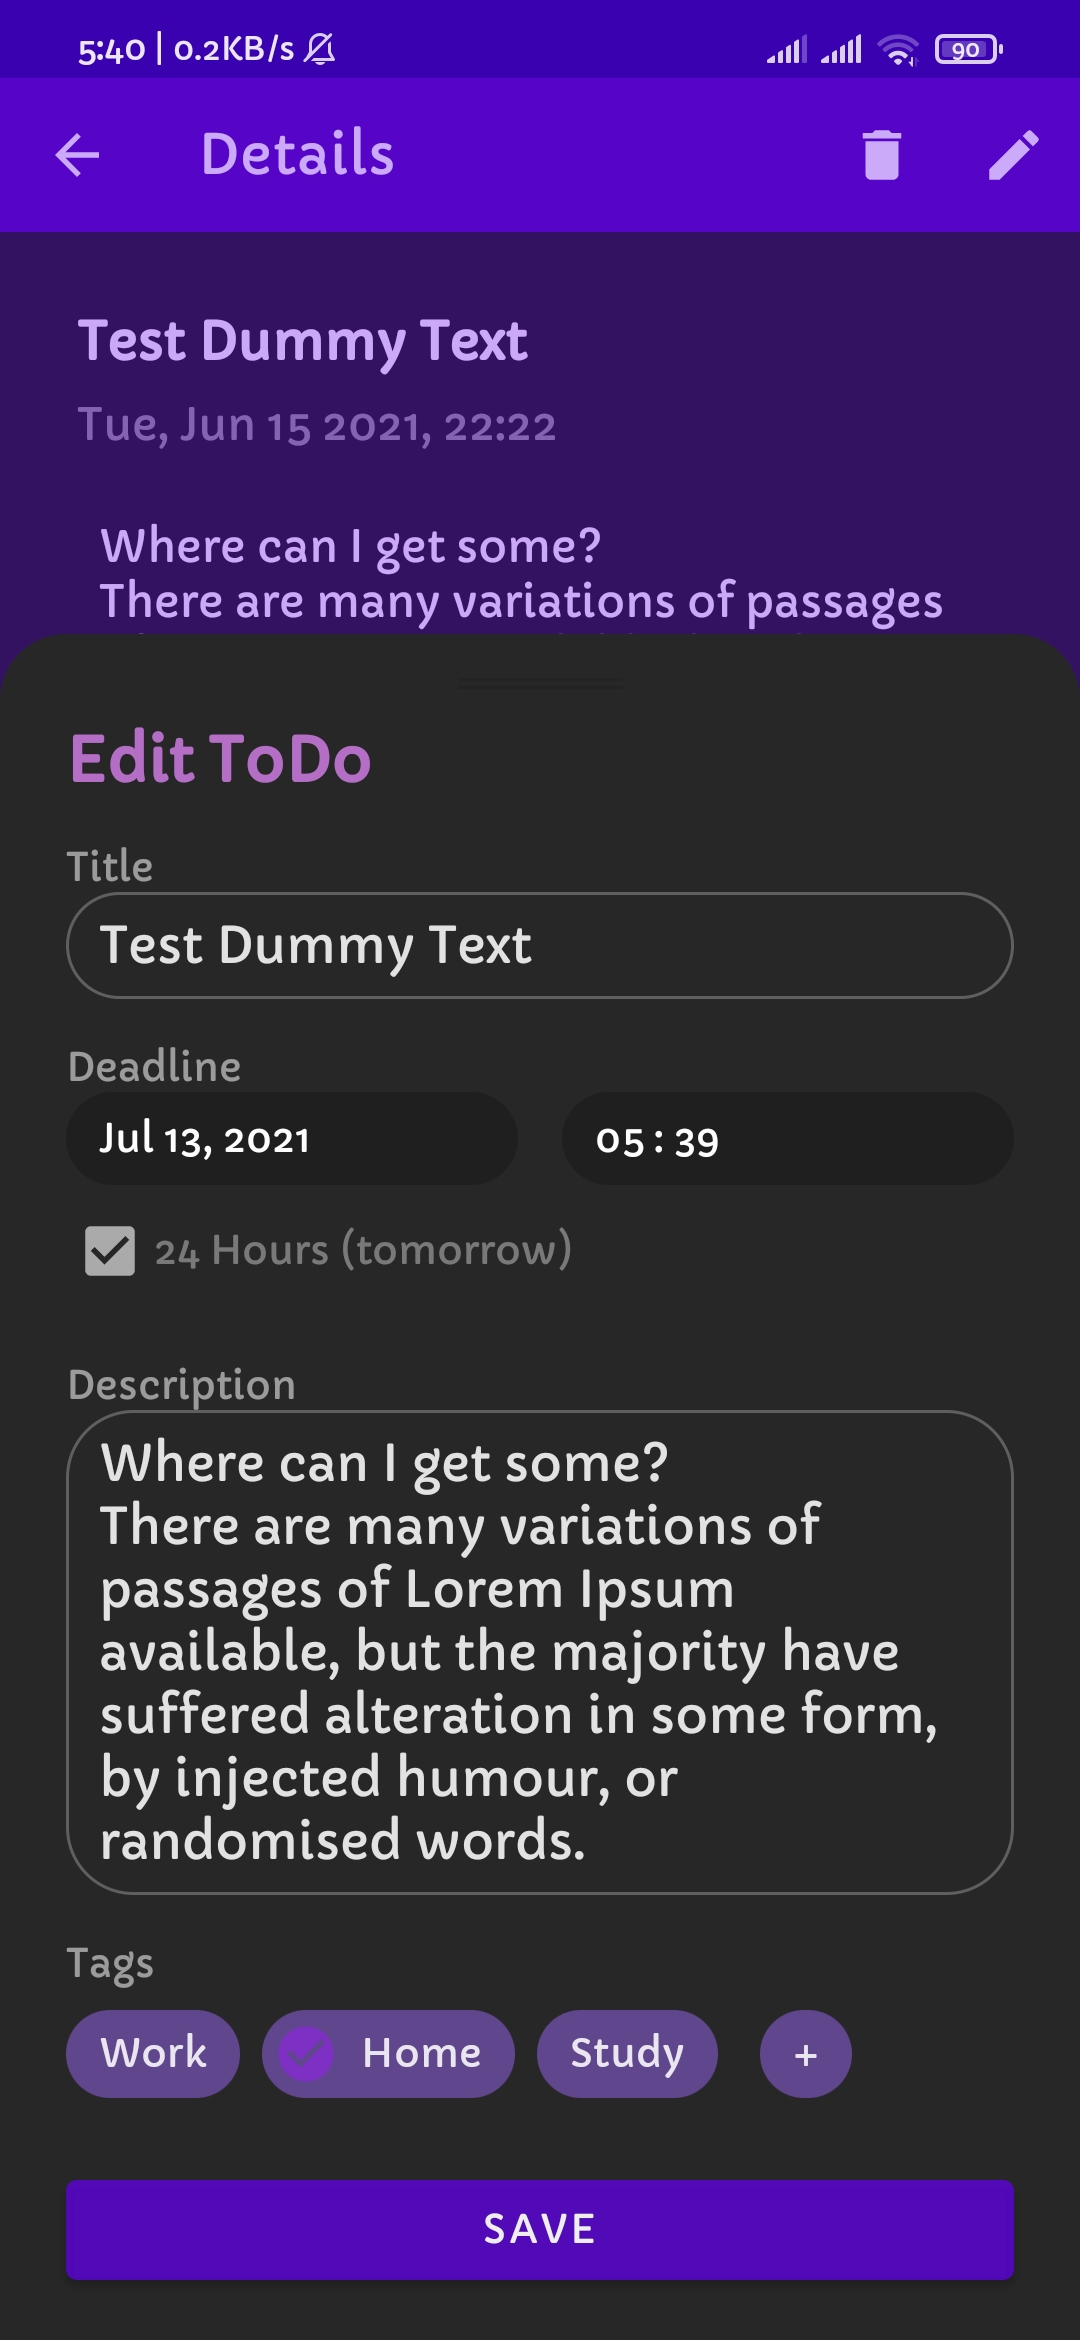 5:40 | 0.2KB/s
90
Details
Test Dummy Text
Tue, Jun 15 2021, 22:22
Where can I get some?
There are many variations of passages
Edit ToDo
Title
Test Dummy Text
Deadline
Jul 13, 2021
05 : 39
24 Hours (tomorrow)
Description
Where can I get some?
There are many variations of
passages of Lorem Ipsum
available, but the majority have
suffered alteration in some form,
by injected humour, or
randomised words.
Tags
Work
Home
Study
+
SAVE